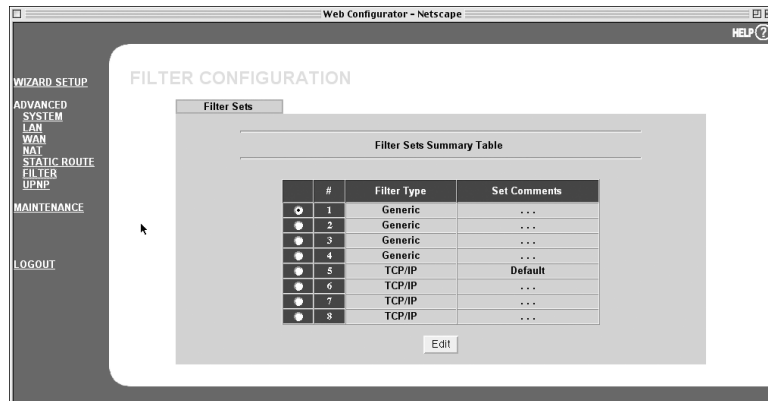 Web Configurator - Netscape
HELP ?
WIZARD SETUP
ADVANCED
SYSTEM
LAN
WAN
NAT
STATIC ROUTE
FILTER
UPNP
MAINTENANCE
LOGOUT
FILTER CONFIGURATION
Filter Sets
Filter Sets Summary Table
# Filter Type Set Comments
1 Generic ...
2 Generic ...
3 Generic ...
4 Generic ...
5 TCP/IP Default
6 TCP/IP ...
7 TCP/IP ...
8 TCP/IP ...
Edit